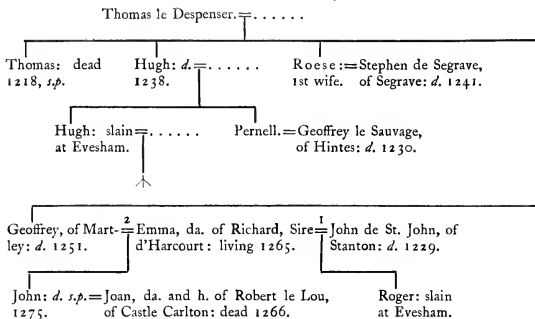 Thomas le Despenser.=. . . . . .
Thomas: dead Hugh: d.=. . . . . . Roese:=Stephen de Segrave,
1218, s.p. 1238. 1st wife. of Segrave: d. 1241.
Hugh: slain=. . . . . . Pernell.=Geoffrey le Sauvage,
at Evesham. of Hintes: d. 1230.
Geoffrey, of Mart-2=Emma, da. of Richard, Sire1=John de St. John, of
ley: d. 1251. d'Harcourt: living 1265. Stanton: d. 1229.
John: d. s.p.=Joan, da. and h. of Robert le Lou, Roger: slain
1275. of Castle Carlton: dead 1266. at Evesham.